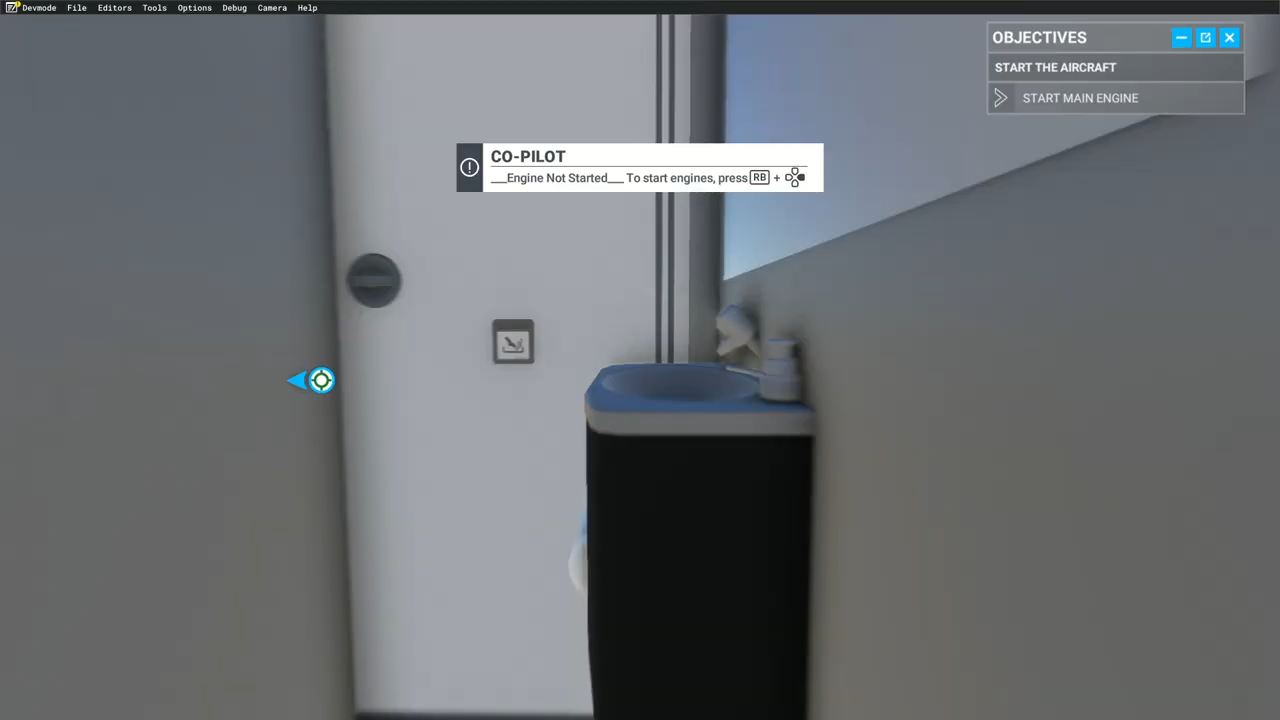 Devmode File Editors Tools Options Debug Camera Help
OBJECTIVES
START THE AIRCRAFT
START MAIN ENGINE
CO-PILOT
___Engine Not Started___ To start engines, press RB +